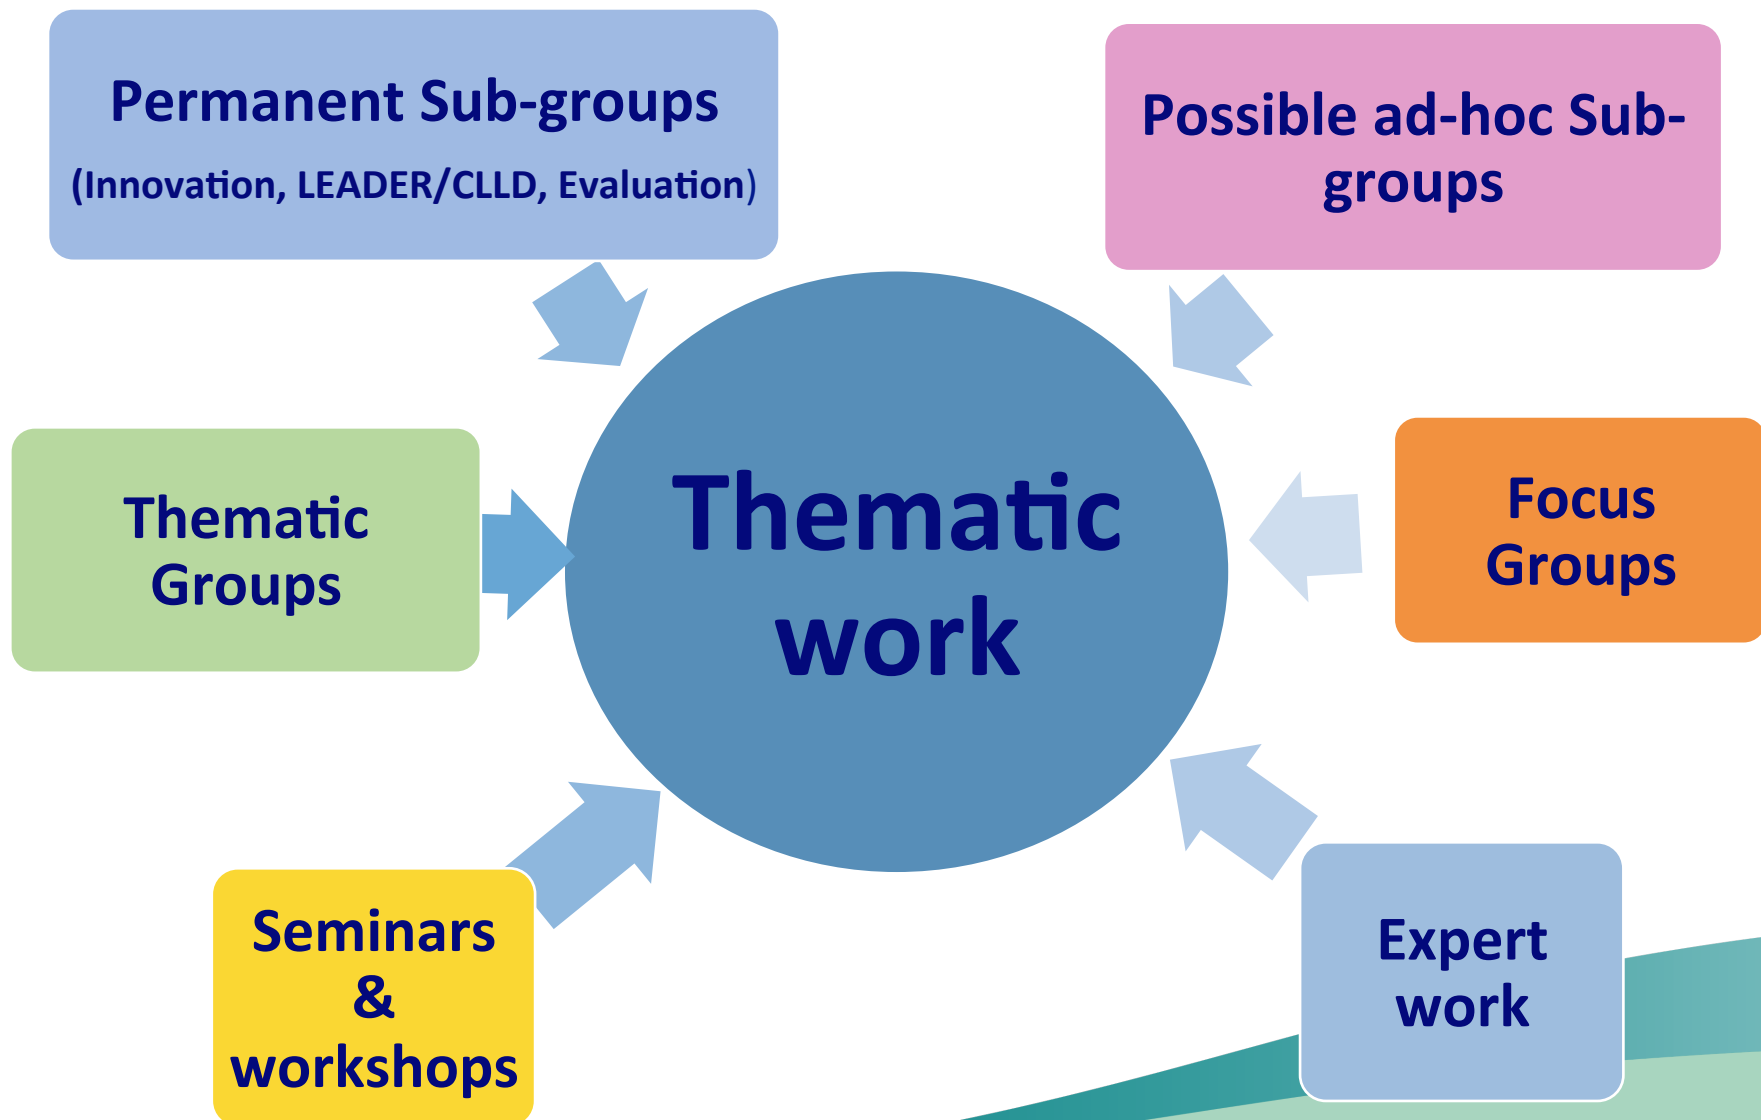 Permanent Sub-groups
(Innovation, LEADER/CLLD, Evaluation)
Possible ad-hoc Sub-
groups
Thematic
Groups
Thematic
work
Focus
Groups
Seminars
&
workshops
Expert
work